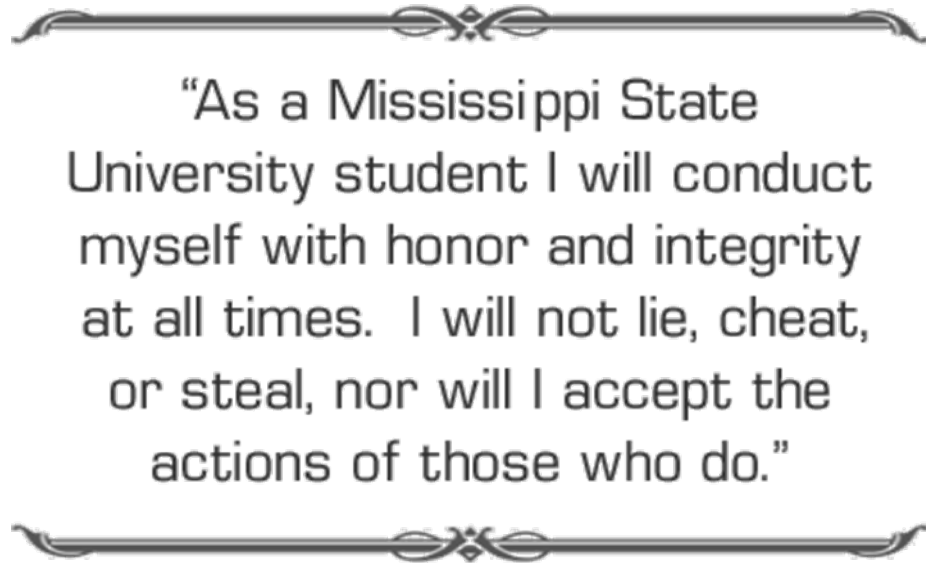 “As a Mississippi State
University student I will conduct
myself with honor and integrity
at all times.  I will not lie, cheat,
or steal, nor will I accept the
actions of those who do.”